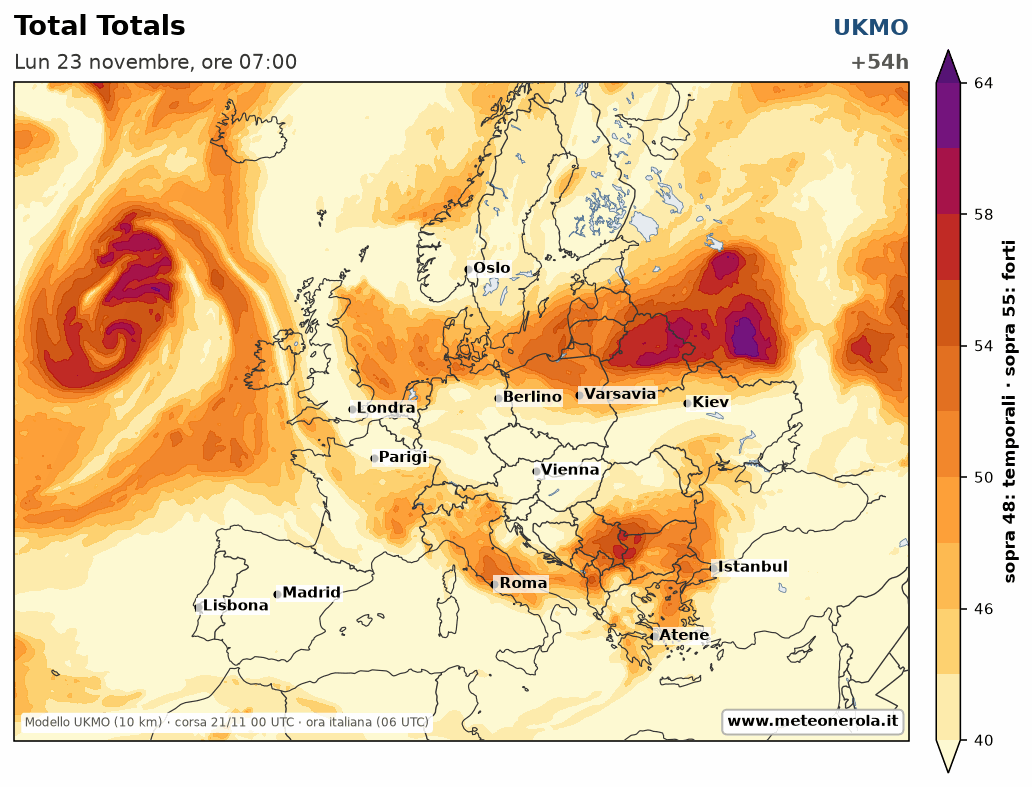 Total Totals
UKMO
Lun 23 novembre, ore 07:00
+54h
64
58
54
50
46
40
sopra 48: temporali · sopra 55: forti
Oslo
Londra
Berlino
Varsavia
Kiev
Parigi
Vienna
Istanbul
Roma
Madrid
Lisbona
Atene
Modello UKMO (10 km) · corsa 21/11 00 UTC · ora italiana (06 UTC)
www.meteonerola.it